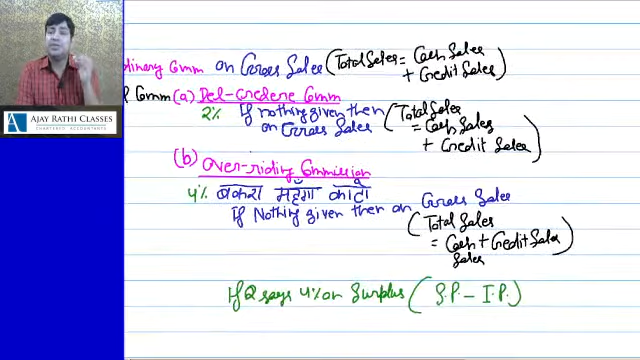 dinary Comm on Gross Sales (Total Sales = Cash Sales
+ Credit Sales)
l Comm (a) Del-credere Comm
2% If nothing given then (Total Sales
on Gross Sales = Cash Sales
+ Credit Sales)
AJAY RATHI CLASSES
CHARTERED ACCOUNTANTS
(b) Over-riding Commission
4% बकरा महँगा काटो
If Nothing given then on Gross Sales
(Total Sales
= Cash + Credit Sales)
Sales
If Q says 4% on Surplus (S.P. - I.P.)